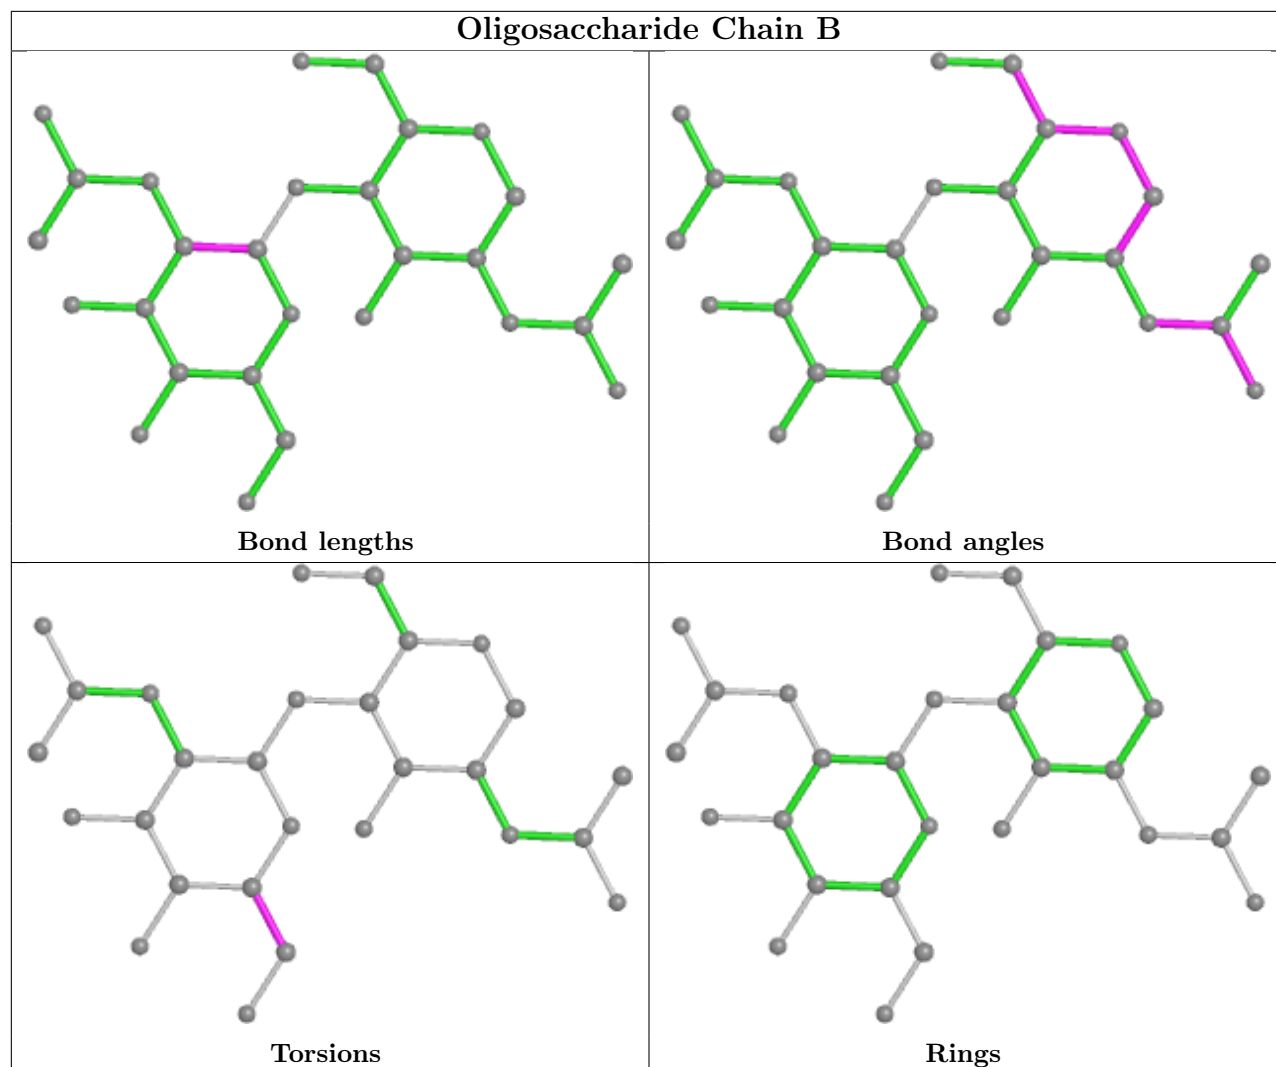 Oligosaccharide Chain B
Bond lengths
Bond angles
Torsions
Rings